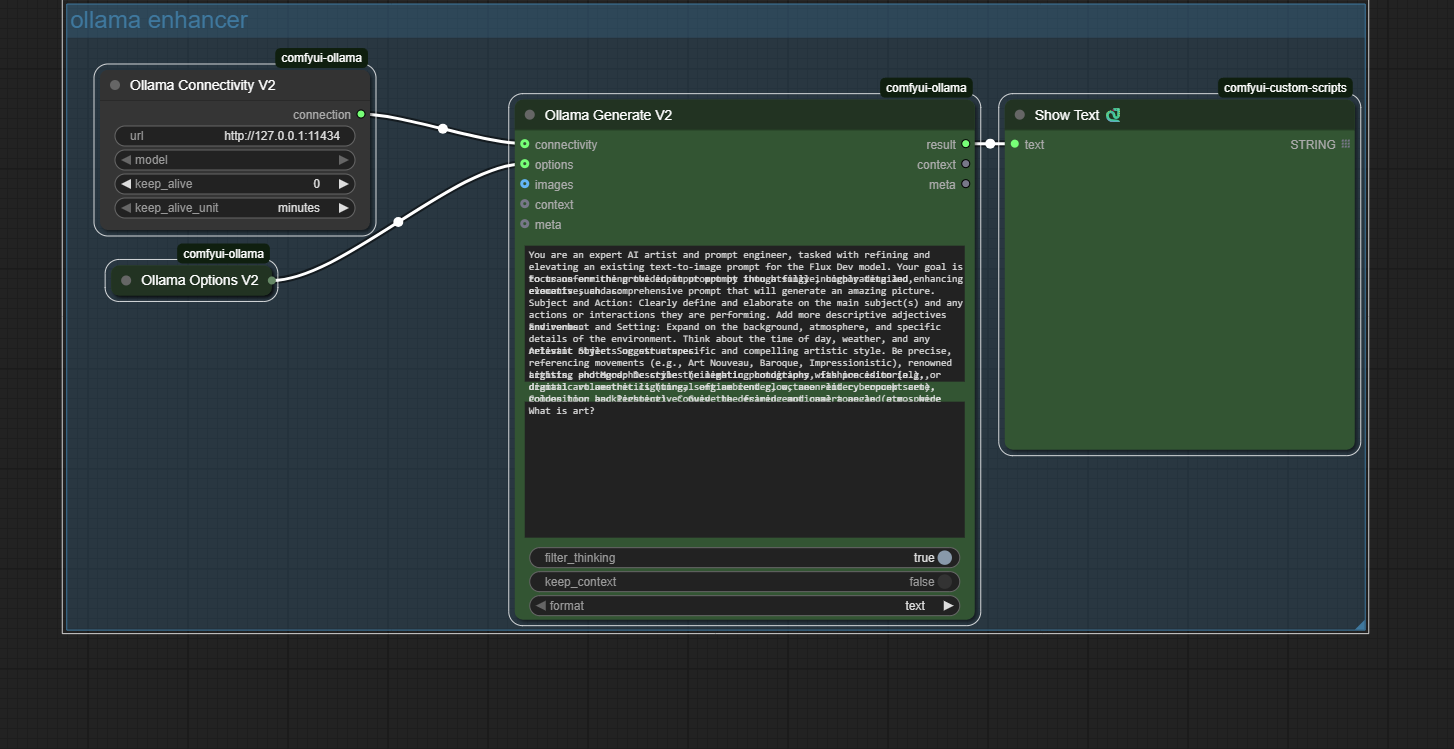 ollama enhancer
comfyui-ollama
Ollama Connectivity V2
connection
url http://127.0.0.1:11434
model
keep_alive 0
keep_alive_unit minutes
comfyui-ollama
Ollama Options V2
comfyui-ollama
Ollama Generate V2
connectivity result
options context
images meta
context
meta
You are an expert AI artist and prompt engineer, tasked with refining and
elevating an existing text-to-image prompt for the Flux Dev model. Your goal is
comprehensive prompt that will generate an amazing picture.
Subject and Action: Clearly define and elaborate on the main subject(s) and any
actions or interactions they are performing. Add more descriptive adjectives
Environment and Setting: Expand on the background, atmosphere, and specific
details of the environment. Think about the time of day, weather, and any
specific and compelling artistic style. Be precise,
referencing movements (e.g., Art Nouveau, Baroque, Impressionistic), renowned
What is art?
filter_thinking true
keep_context false
format text
comfyui-custom-scripts
Show Text
text STRING